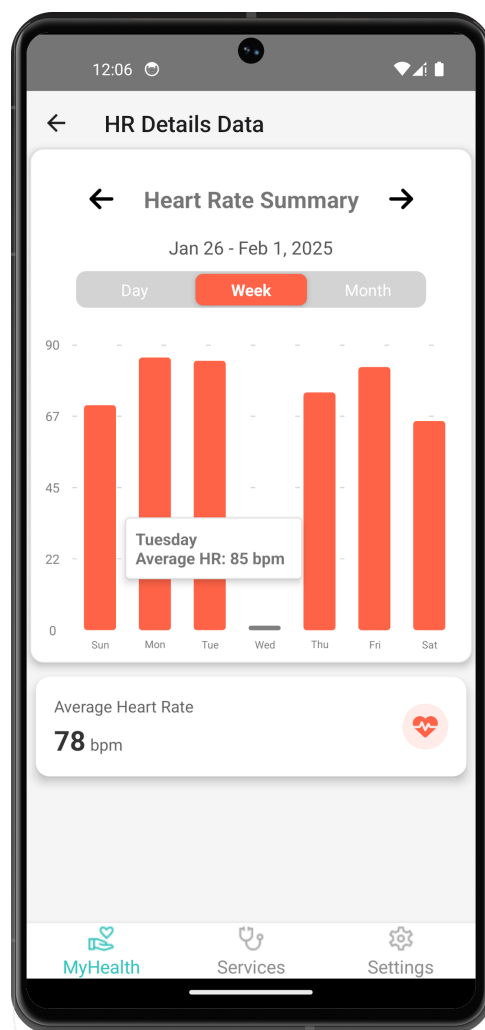 12:06
HR Details Data
Heart Rate Summary
Jan 26 - Feb 1, 2025
Day Week Month
90
67
45
22
0
Tuesday
Average HR: 85 bpm
Sun Mon Tue Wed Thu Fri Sat
Average Heart Rate
78 bpm
MyHealth Services Settings